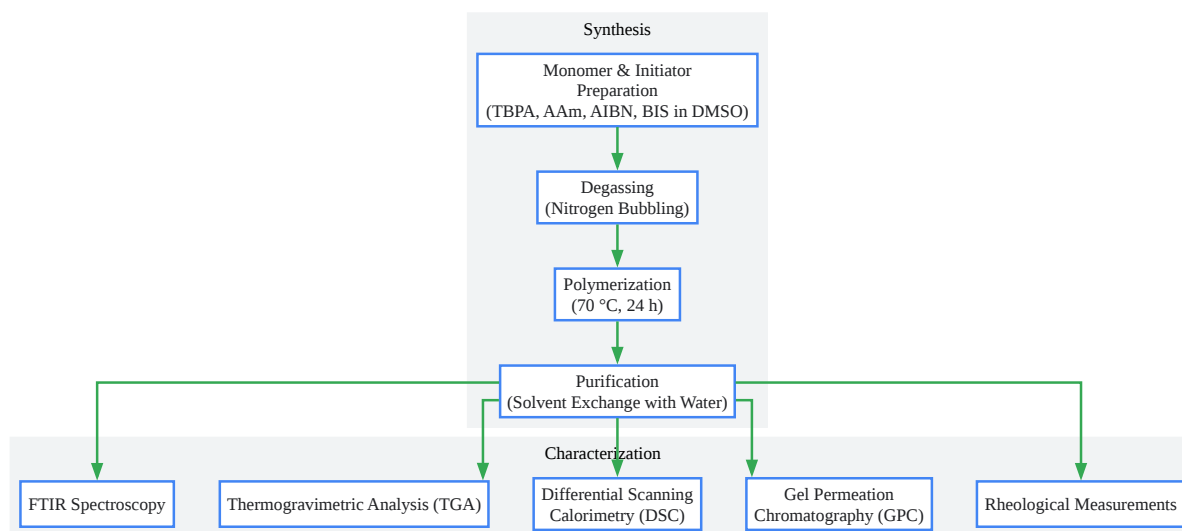 Synthesis
Monomer & Initiator
Preparation
(TBPA, AAm, AIBN, BIS in DMSO)
Degassing
(Nitrogen Bubbling)
Polymerization
(70 °C, 24 h)
Purification
(Solvent Exchange with Water)
Characterization
FTIR Spectroscopy
Thermogravimetric Analysis (TGA)
Differential Scanning
Calorimetry (DSC)
Gel Permeation
Chromatography (GPC)
Rheological Measurements